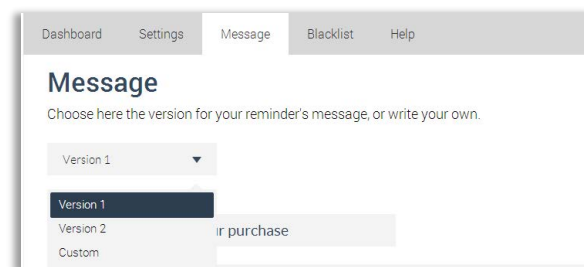 Dashboard Settings Message Blacklist Help
Message
Choose here the version for your reminder's message, or write your own.
Version 1
Version 1
Version 2
purchase
Custom